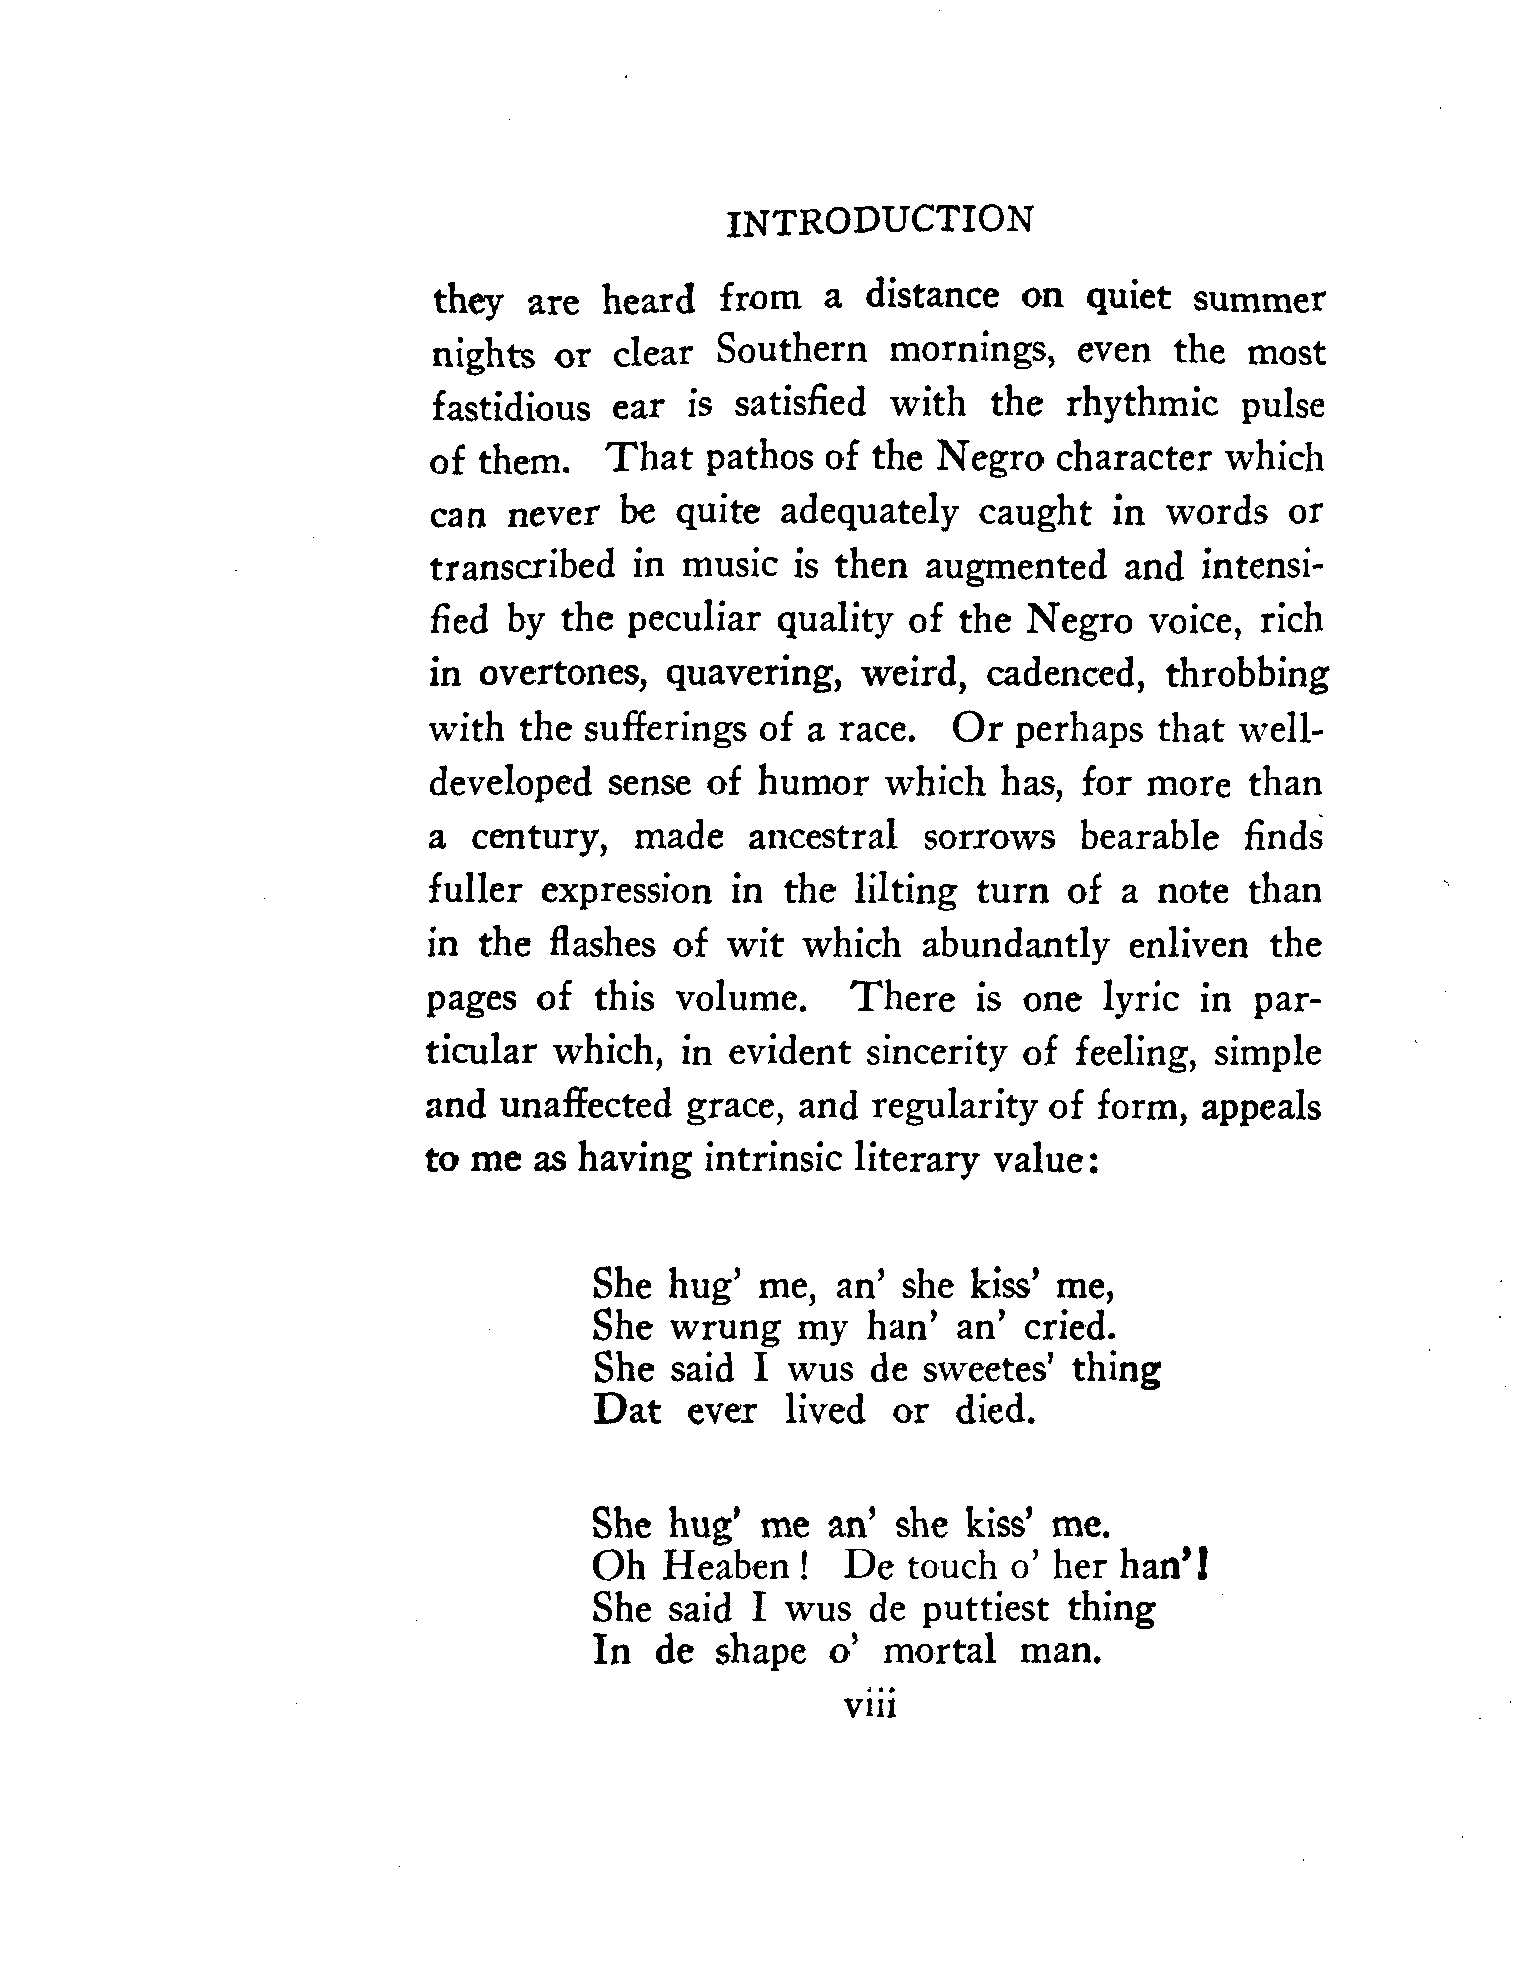 INTRODUCTION
they are heard from a distance on quiet summer
nights or clear Southern mornings, even the most
fastidious ear is satisfied with the rhythmic pulse
of them. That pathos of the Negro character which
can never be quite adequately caught in words or
transcribed in music is then augmented and intensi-
fied by the peculiar quality of the Negro voice, rich
in overtones, quavering, weird, cadenced, throbbing
with the sufferings of a race. Or perhaps that well-
developed sense of humor which has, for more than
a century, made ancestral sorrows bearable finds
fuller expression in the lilting turn of a note than
in the flashes of wit which abundantly enliven the
pages of this volume. There is one lyric in par-
ticular which, in evident sincerity of feeling, simple
and unaffected grace, and regularity of form, appeals
to me as having intrinsic literary value:
She hug' me, an' she kiss' me,
She wrung my han' an' cried.
She said I wus de sweetes' thing
Dat ever lived or died.
She hug' me an' she kiss' me.
Oh Heaben! De touch o' her han'!
She said I wus de puttiest thing
In de shape o' mortal man.
viii